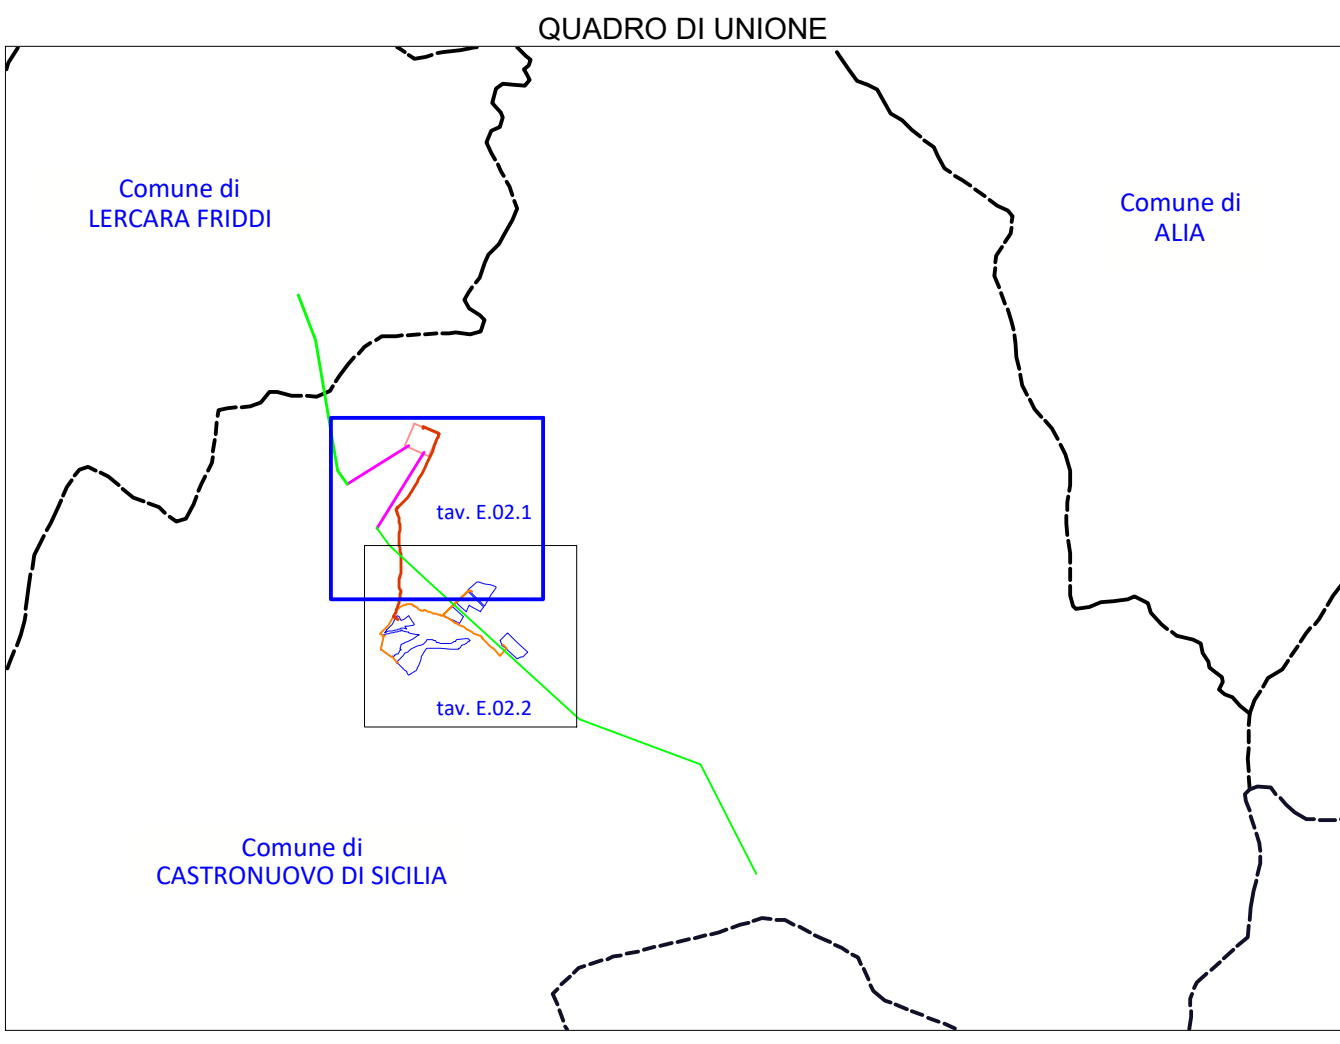 QUADRO DI UNIONE
Comune di
LERCARA FRIDDI
Comune di
ALIA
tav. E.02.1
tav. E.02.2
Comune di
CASTRONUOVO DI SICILIA